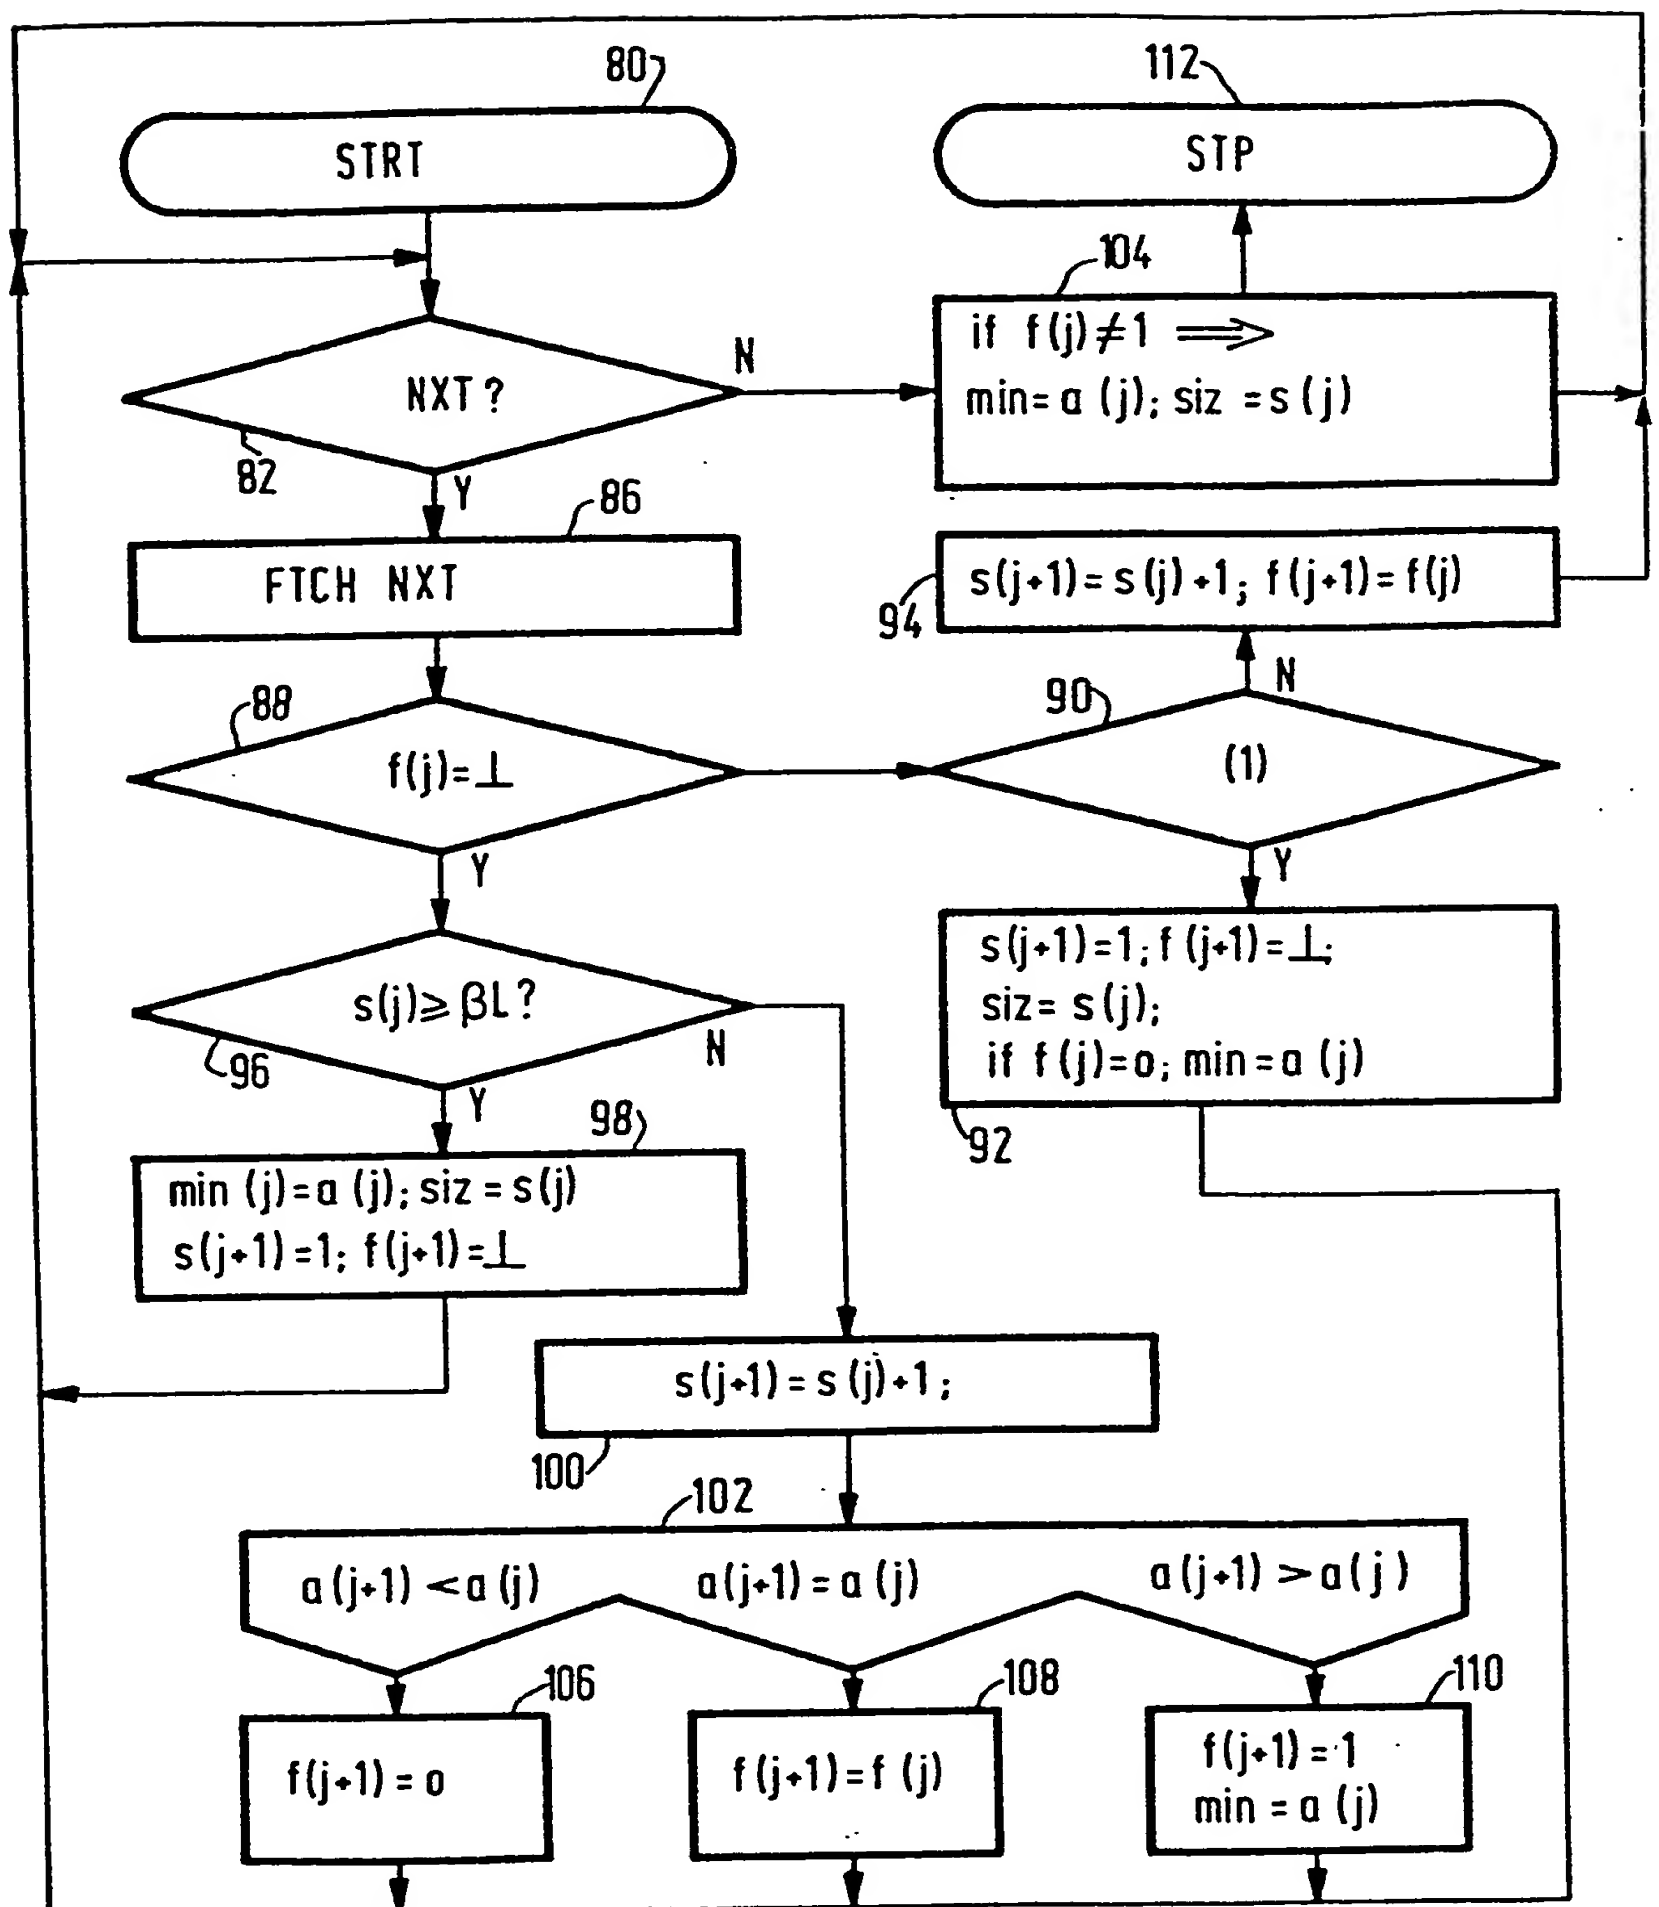 80
STRT
112
STP
NXT?
N
82
Y
104
if f(j)≠1 ⟹
min=a (j); siz =s (j)
86
FTCH NXT
94
s(j+1)=s(j)+1; f(j+1)=f(j)
88
f(j)=⊥
Y
N
90
(1)
Y
s(j)⩾βL?
96
N
Y
s(j+1)=1; f(j+1)=⊥;
siz= s(j);
if f(j)=o; min=a (j)
92
98
min (j)=a (j); siz=s(j)
s(j+1)=1; f(j+1)=⊥
s(j+1)=s(j)+1;
100
102
a(j+1)<a(j)
a(j+1)=a(j)
a(j+1)>a(j)
106
f(j+1)=o
108
f(j+1)=f(j)
110
f(j+1)=1
min=a (j)